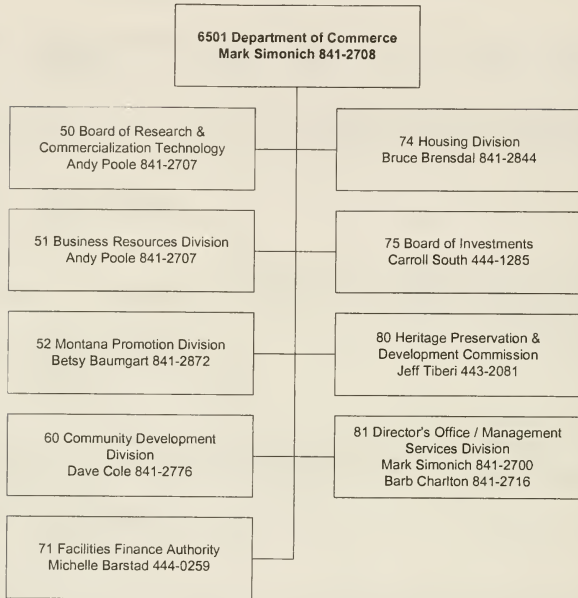 6501 Department of Commerce
Mark Simonich 841-2708
50 Board of Research &
Commercialization Technology
Andy Poole 841-2707
74 Housing Division
Bruce Brensdal 841-2844
51 Business Resources Division
Andy Poole 841-2707
75 Board of Investments
Carroll South 444-1285
52 Montana Promotion Division
Betsy Baumgart 841-2872
80 Heritage Preservation &
Development Commission
Jeff Tiberi 443-2081
60 Community Development
Division
Dave Cole 841-2776
81 Director's Office / Management
Services Division
Mark Simonich 841-2700
Barb Charlton 841-2716
71 Facilities Finance Authority
Michelle Barstad 444-0259